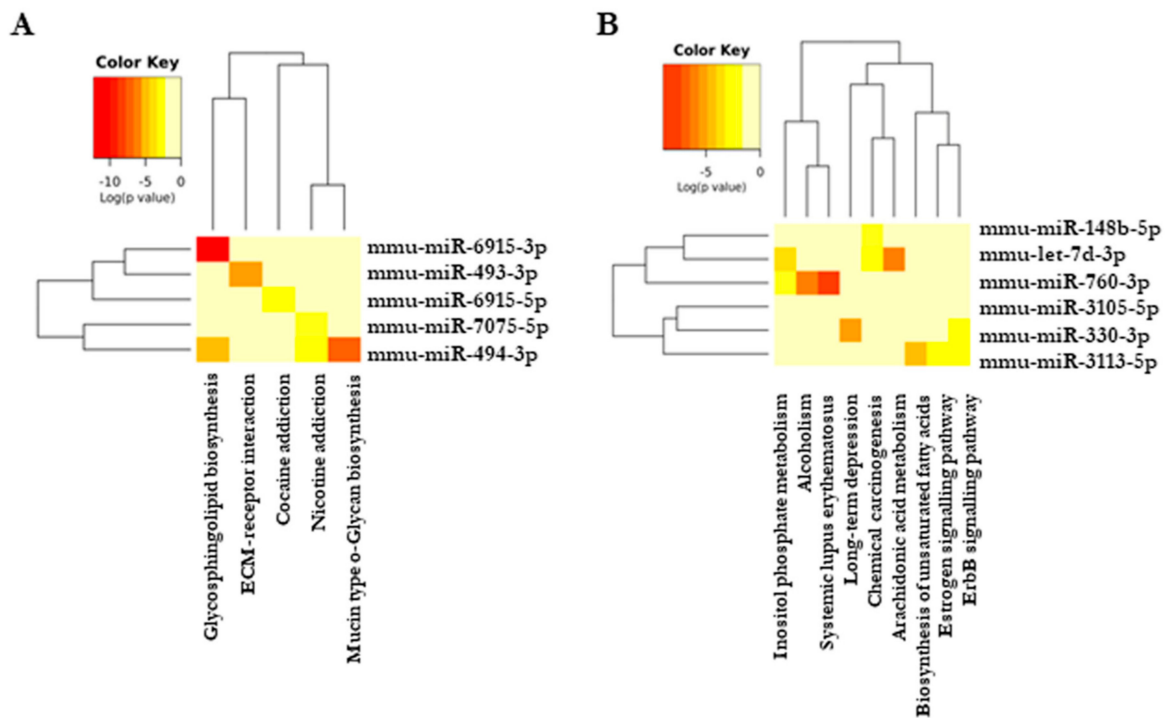 A
Color Key
-10 -5 0
Log(p value)
mmu-miR-6915-3p
mmu-miR-493-3p
mmu-miR-6915-5p
mmu-miR-7075-5p
mmu-miR-494-3p
Glycosphingolipid biosynthesis
ECM-receptor interaction
Cocaine addiction
Nicotine addiction
Mucin type o-Glycan biosynthesis
B
Color Key
-5 0
Log(p value)
mmu-miR-148b-5p
mmu-let-7d-3p
mmu-miR-760-3p
mmu-miR-3105-5p
mmu-miR-330-3p
mmu-miR-3113-5p
Inositol phosphate metabolism
Alcoholism
Systemic lupus erythematosus
Long-term depression
Chemical carcinogenesis
Arachidonic acid metabolism
Biosynthesis of unsaturated fatty acids
Estrogen signalling pathway
ErbB signalling pathway